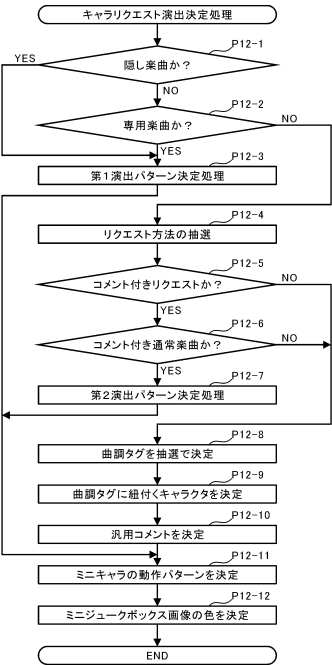 キャラリクエスト演出決定処理
P12-1
隠し楽曲か？
YES
NO
P12-2
専用楽曲か？
NO
YES
P12-3
第1演出パターン決定処理
P12-4
リクエスト方法の抽選
P12-5
コメント付きリクエストか？
NO
YES
P12-6
コメント付き通常楽曲か？
NO
YES
P12-7
第2演出パターン決定処理
P12-8
曲調タグを抽選で決定
P12-9
曲調タグに紐付くキャラクタを決定
P12-10
汎用コメントを決定
P12-11
ミニキャラの動作パターンを決定
P12-12
ミニジュークボックス画像の色を決定
END